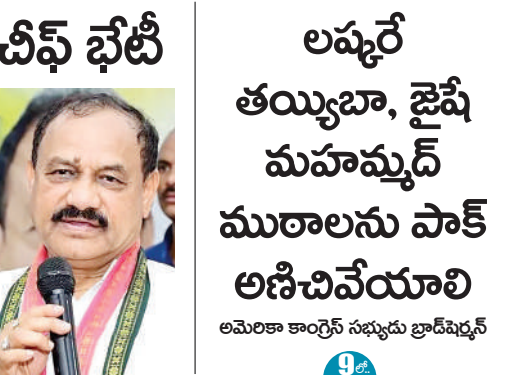 చీఫ్ భేటీ
లష్కరే
తయ్యిబా, జైషే
మహమ్మద్
ముఠాలను పాక్
అణిచివేయాలి
అమెరికా కాంగ్రెస్ సభ్యుడు బ్రాడ్‌షెర్మన్
9లో..